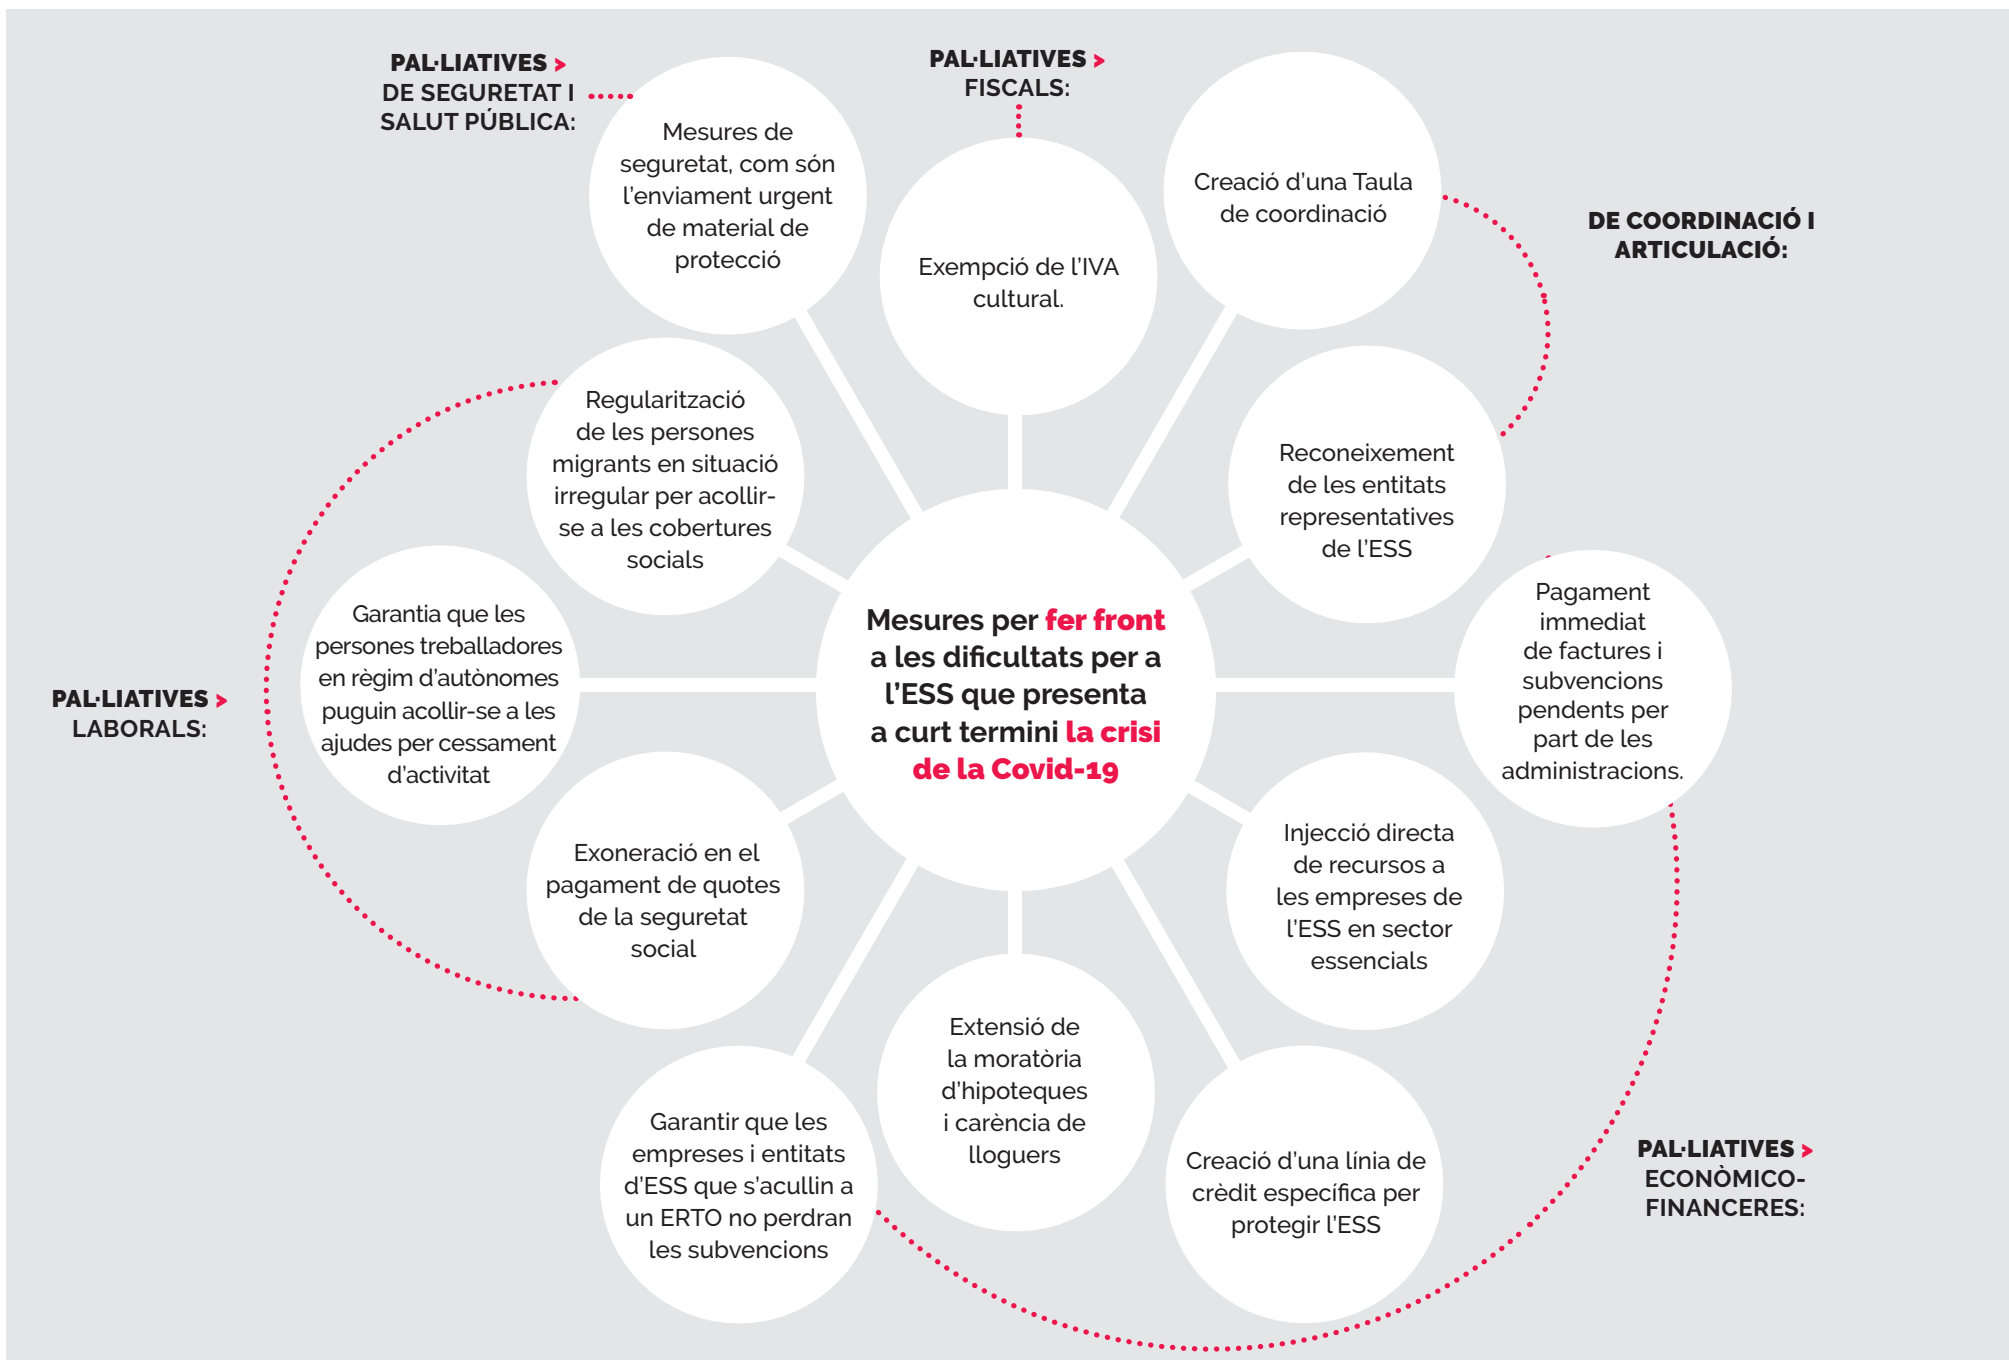 PAL·LIATIVES >
DE SEGURETAT I
SALUT PÚBLICA:
Mesures de
seguretat, com són
l'enviament urgent
de material de
protecció
PAL·LIATIVES >
FISCALS:
Exempció de l'IVA
cultural.
Creació d'una Taula
de coordinació
DE COORDINACIÓ I
ARTICULACIÓ:
Reconeixement
de les entitats
representatives
de l'ESS
Regularització
de les persones
migrants en situació
irregular per acollir-
se a les cobertures
socials
PAL·LIATIVES >
LABORALS:
Garantia que les
persones treballadores
en règim d'autònomes
puguin acollir-se a les
ajudes per cessament
d'activitat
Exoneració en el
pagament de quotes
de la seguretat
social
Mesures per fer front
a les dificultats per a
l'ESS que presenta
a curt termini la crisi
de la Covid-19
Pagament
immediat
de factures i
subvencions
pendents per
part de les
administracions.
Injecció directa
de recursos a
les empreses de
l'ESS en sector
essencials
Creació d'una línia de
crèdit específica per
protegir l'ESS
Extensió de
la moratòria
d'hipoteques
i carència de
lloguers
Garantir que les
empreses i entitats
d'ESS que s'acullin a
un ERTO no perdran
les subvencions
PAL·LIATIVES >
ECONÒMICO-
FINANCERES: